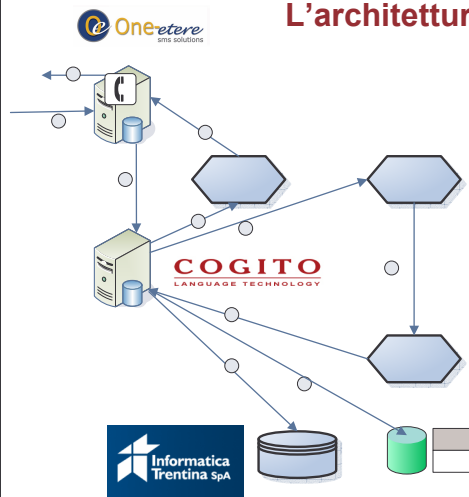 L'architettur
One-etere
sms solutions
COGITO
LANGUAGE TECHNOLOGY
Informatica
Trentina SpA